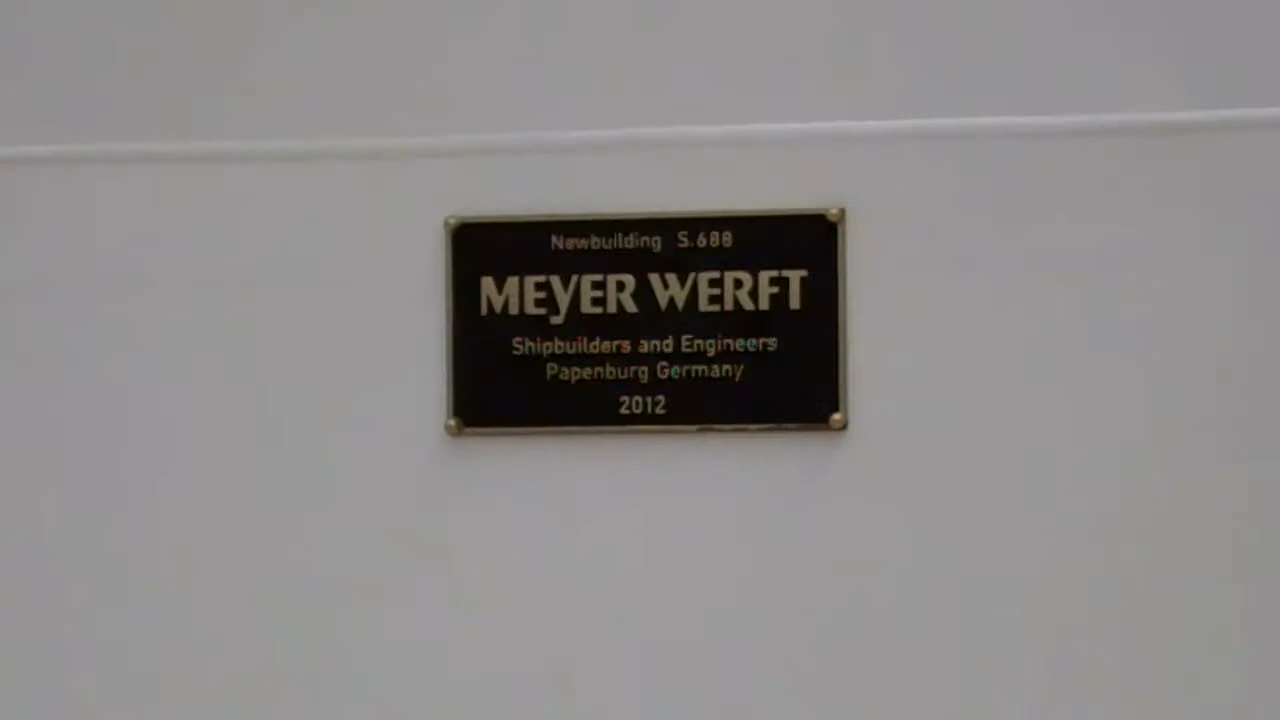 Newbuilding S.688
MEYER WERFT
Shipbuilders and Engineers
Papenburg Germany
2012